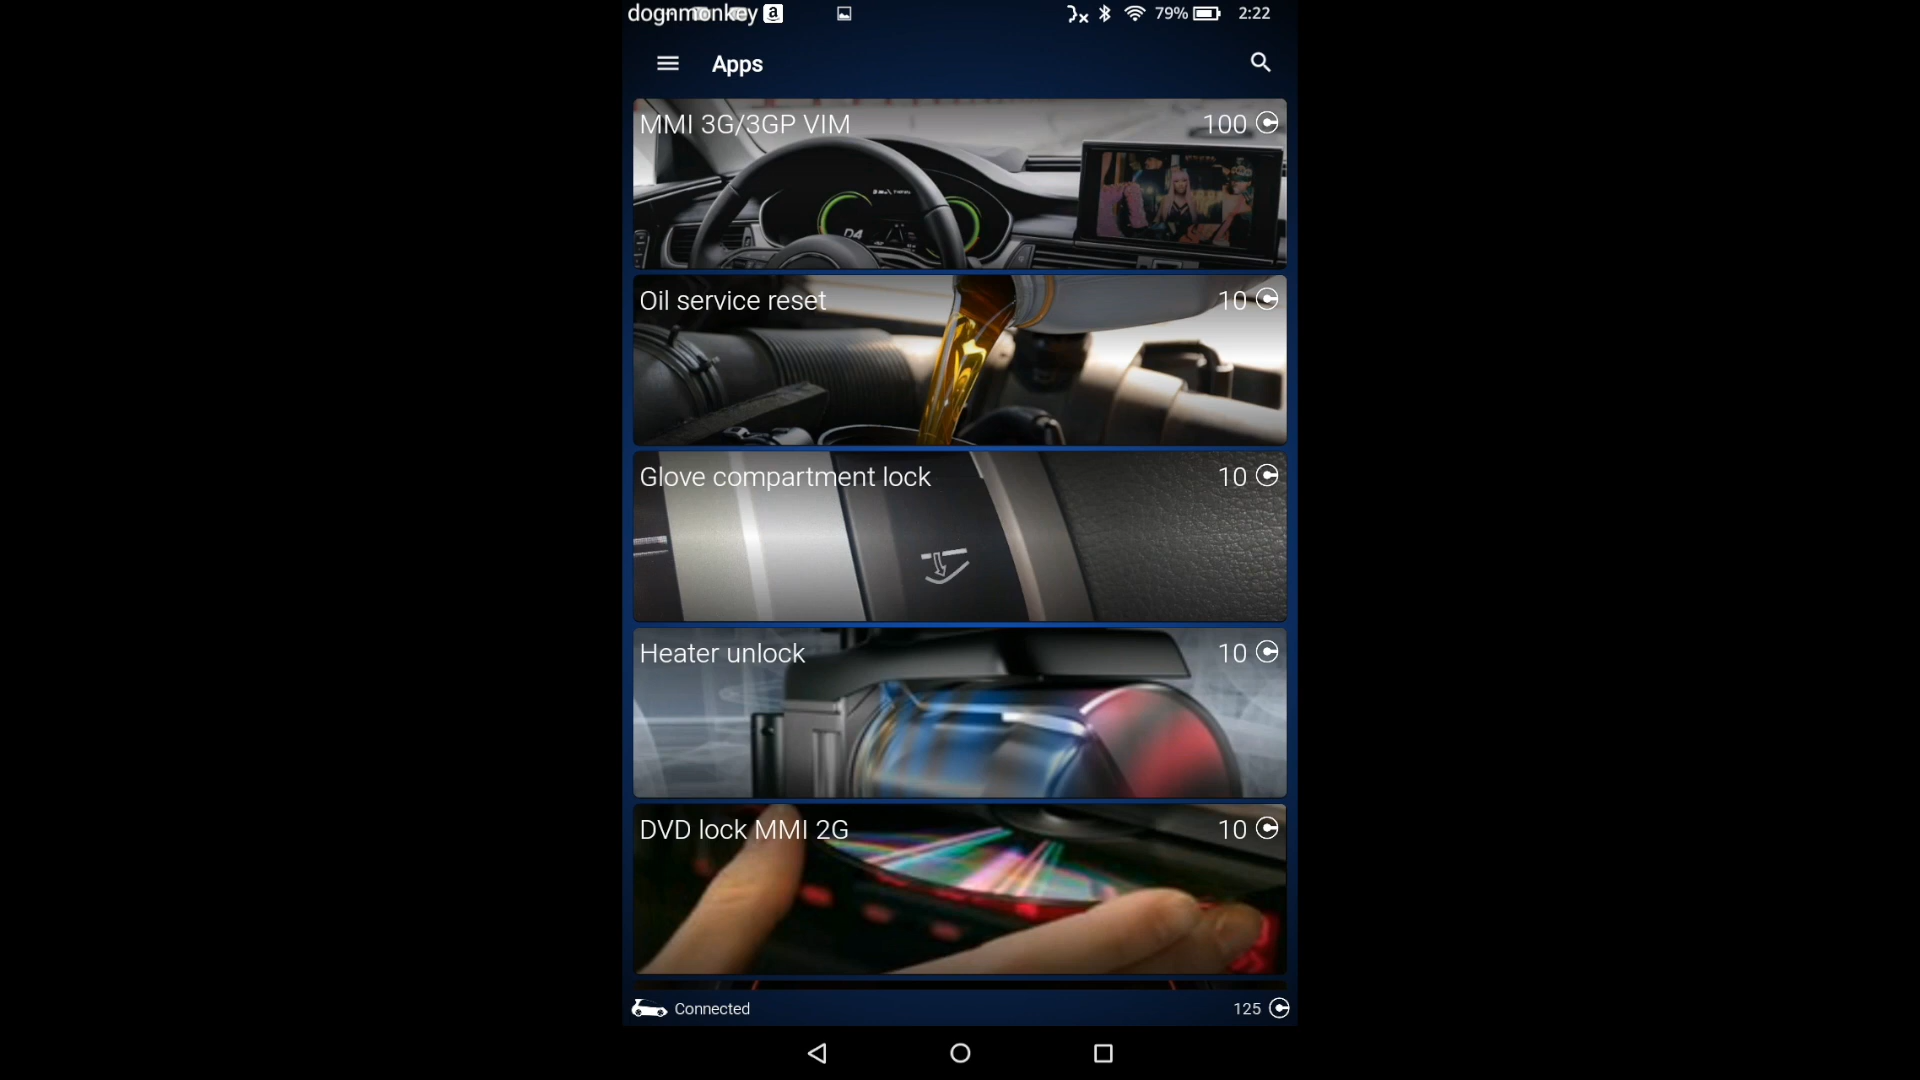 dognmonkey a 79% 2:22
Apps
MMI 3G/3GP VIM 100
D4
Oil service reset 10
Glove compartment lock 10
Heater unlock 10
DVD lock MMI 2G 10
Connected 125